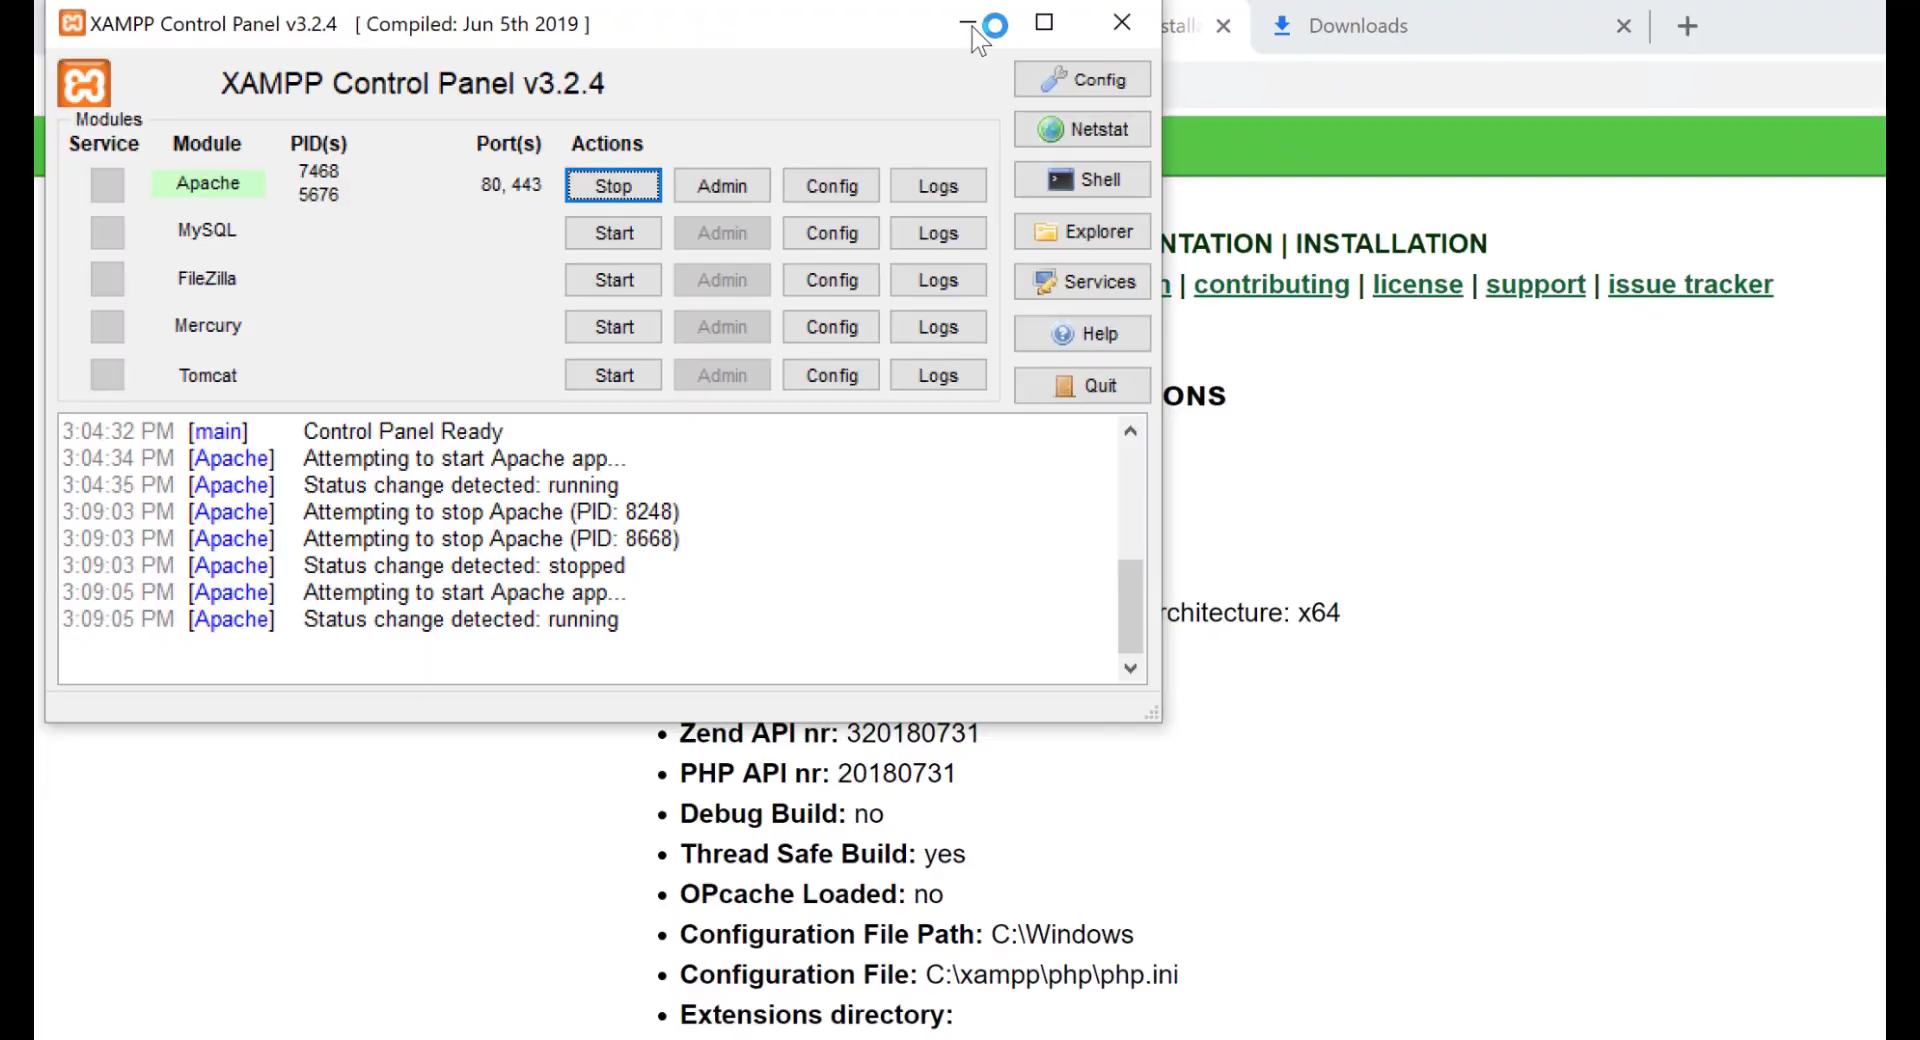 XAMPP Control Panel v3.2.4 [ Compiled: Jun 5th 2019 ]
Downloads
XAMPP Control Panel v3.2.4
Config
Modules
Service Module PID(s) Port(s) Actions
Netstat
Apache 7468 5676 80, 443 Stop Admin Config Logs
Shell
MySQL Start Admin Config Logs
Explorer
FileZilla Start Admin Config Logs
Services
Mercury Start Admin Config Logs
Help
Tomcat Start Admin Config Logs
Quit
NTATION | INSTALLATION
n | contributing | license | support | issue tracker
ONS
3:04:32 PM [main] Control Panel Ready
3:04:34 PM [Apache] Attempting to start Apache app...
3:04:35 PM [Apache] Status change detected: running
3:09:03 PM [Apache] Attempting to stop Apache (PID: 8248)
3:09:03 PM [Apache] Attempting to stop Apache (PID: 8668)
3:09:03 PM [Apache] Status change detected: stopped
3:09:05 PM [Apache] Attempting to start Apache app...
3:09:05 PM [Apache] Status change detected: running
rchitecture: x64
• Zend API nr: 320180731
• PHP API nr: 20180731
• Debug Build: no
• Thread Safe Build: yes
• OPcache Loaded: no
• Configuration File Path: C:\Windows
• Configuration File: C:\xampp\php\php.ini
• Extensions directory: